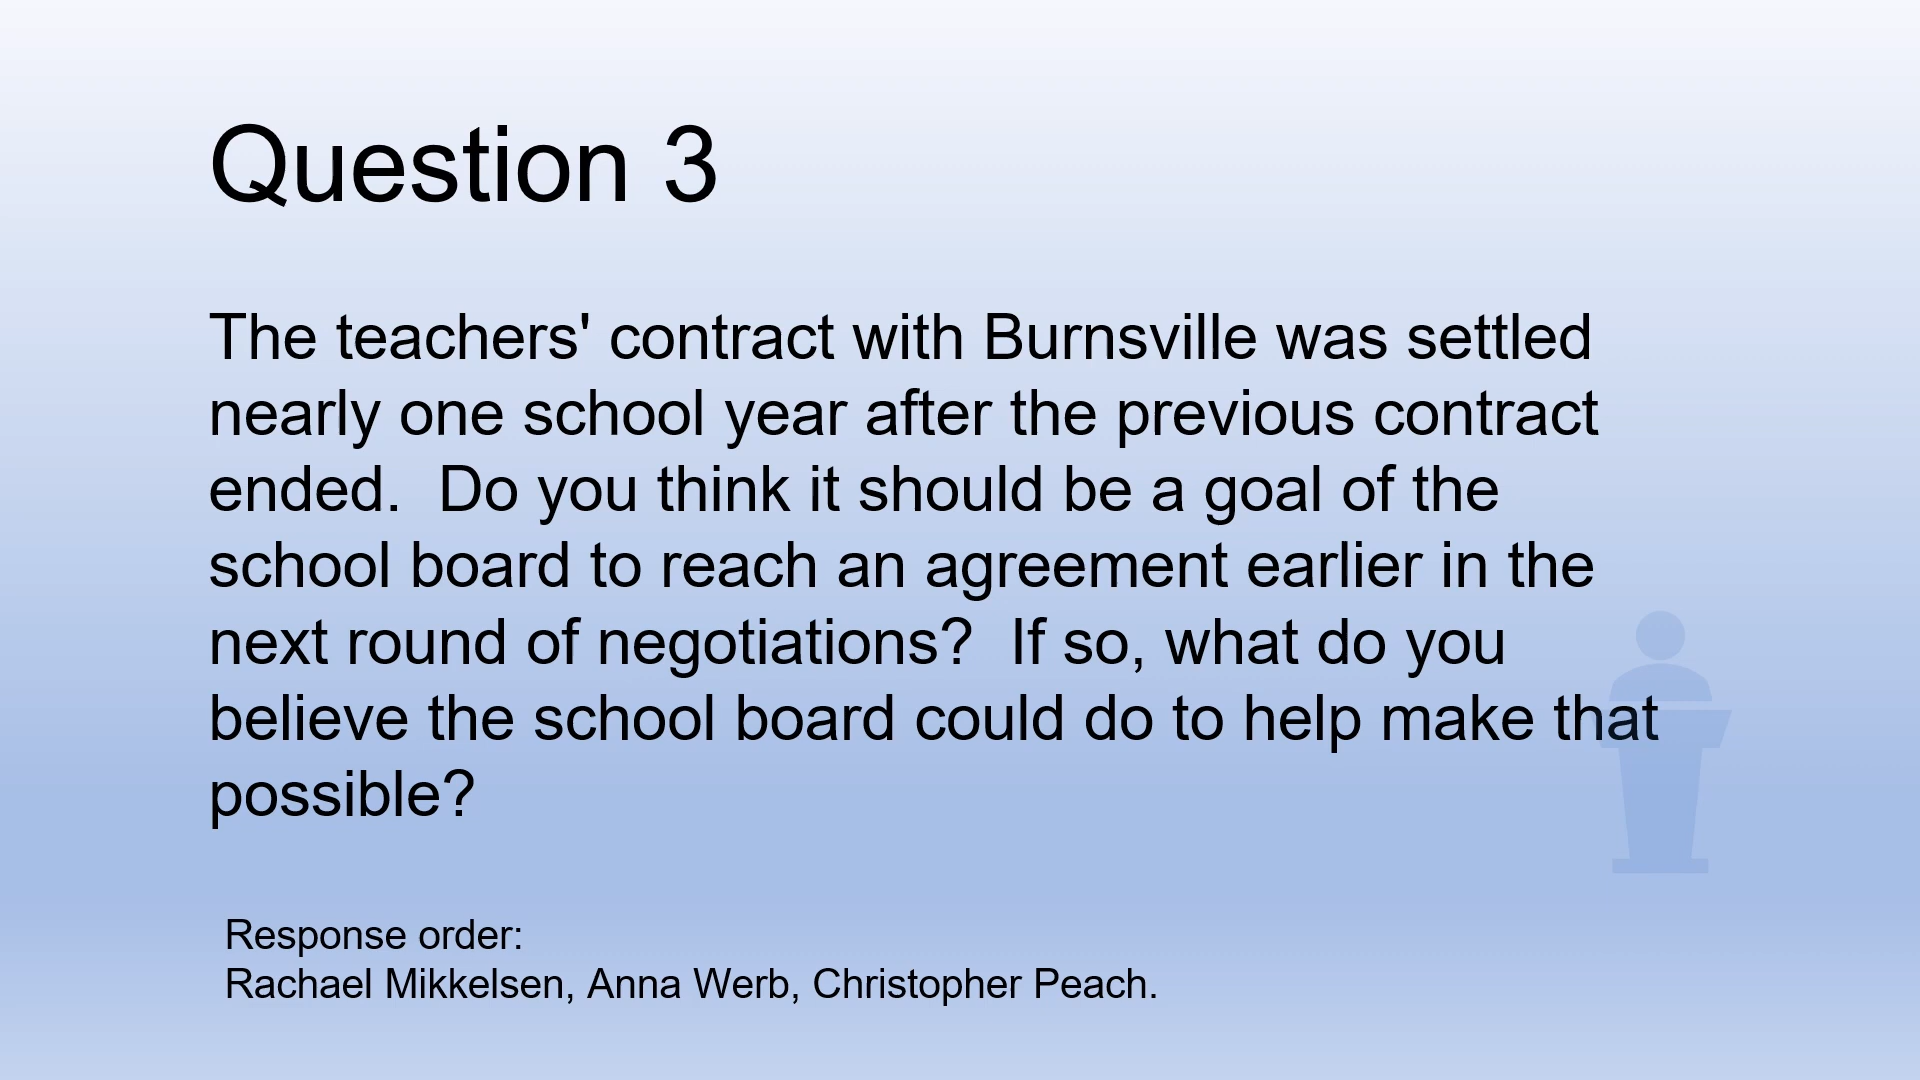 Question 3
The teachers' contract with Burnsville was settled
nearly one school year after the previous contract
ended.  Do you think it should be a goal of the
school board to reach an agreement earlier in the
next round of negotiations?  If so, what do you
believe the school board could do to help make that
possible?
Response order:
Rachael Mikkelsen, Anna Werb, Christopher Peach.